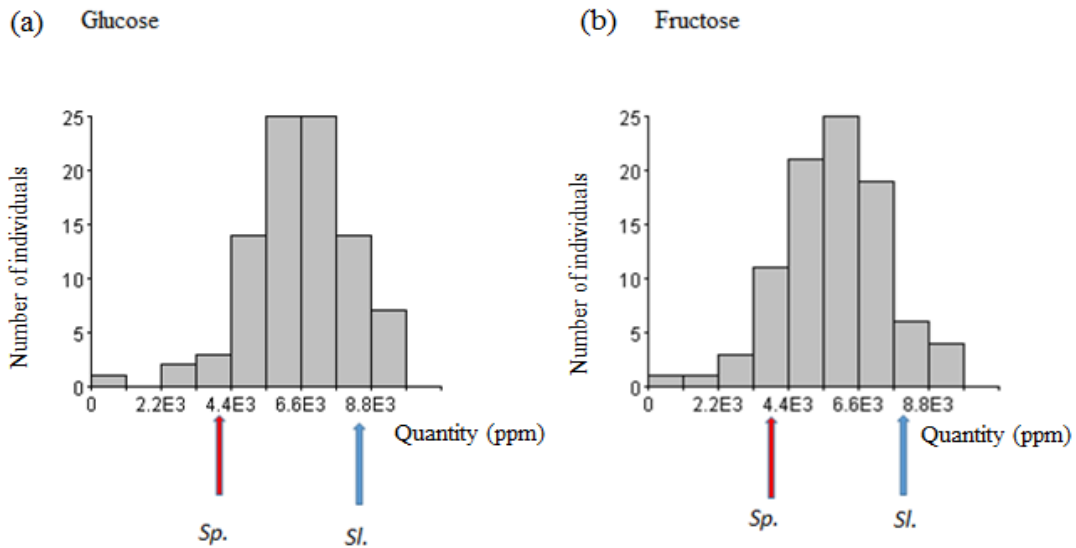 (a) Glucose
Number of individuals
25
20
15
10
5
0
0 2.2E3 4.4E3 6.6E3 8.8E3
Quantity (ppm)
Sp. Sl.
(b) Fructose
Number of individuals
25
20
15
10
5
0
0 2.2E3 4.4E3 6.6E3 8.8E3
Quantity (ppm)
Sp. Sl.